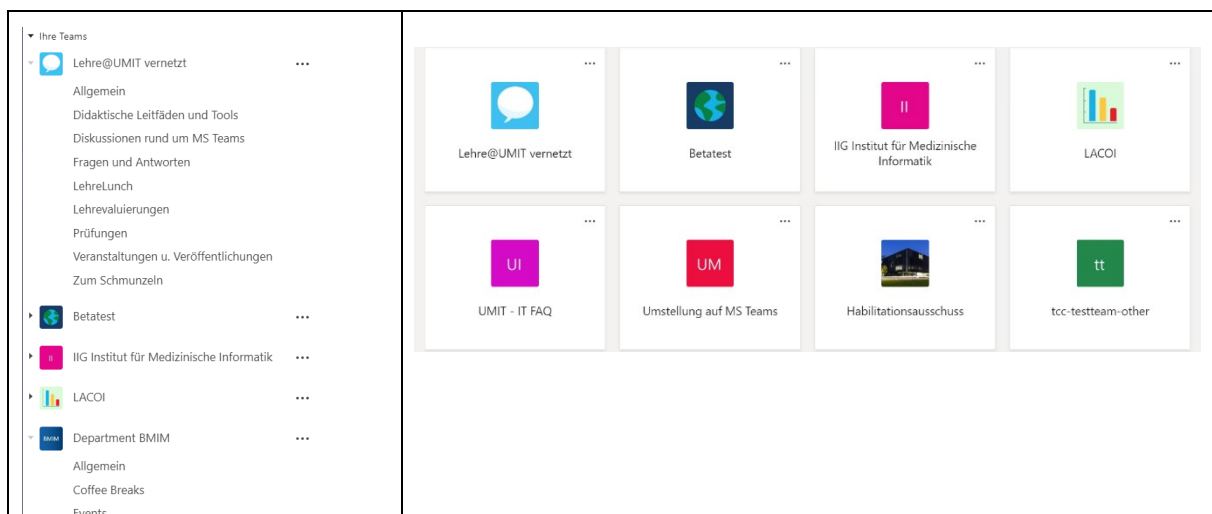 Ihre Teams
Lehre@UMIT vernetzt
Allgemein
Didaktische Leitfäden und Tools
Diskussionen rund um MS Teams
Fragen und Antworten
LehreLunch
Lehrevaluierungen
Prüfungen
Veranstaltungen u. Veröffentlichungen
Zum Schmunzeln
Betatest
II
IIG Institut für Medizinische Informatik
LACOI
BMIM
Department BMIM
Allgemein
Coffee Breaks
Events
Lehre@UMIT vernetzt
Betatest
II
IIG Institut für Medizinische
Informatik
LACOI
UI
UMIT - IT FAQ
UM
Umstellung auf MS Teams
Habilitationsausschuss
tt
tcc-testteam-other